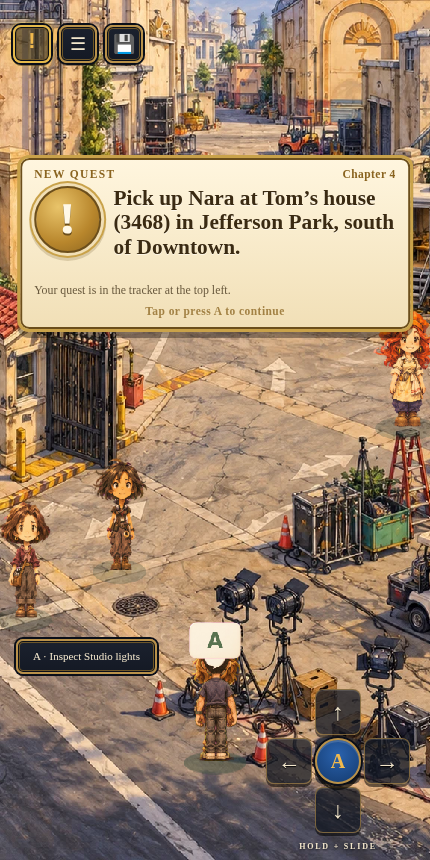 !
NEW QUEST
Chapter 4
!
Pick up Nara at Tom’s house
(3468) in Jefferson Park, south
of Downtown.
Your quest is in the tracker at the top left.
Tap or press A to continue
A
A · Inspect Studio lights
↑
← A →
↓
HOLD + SLIDE